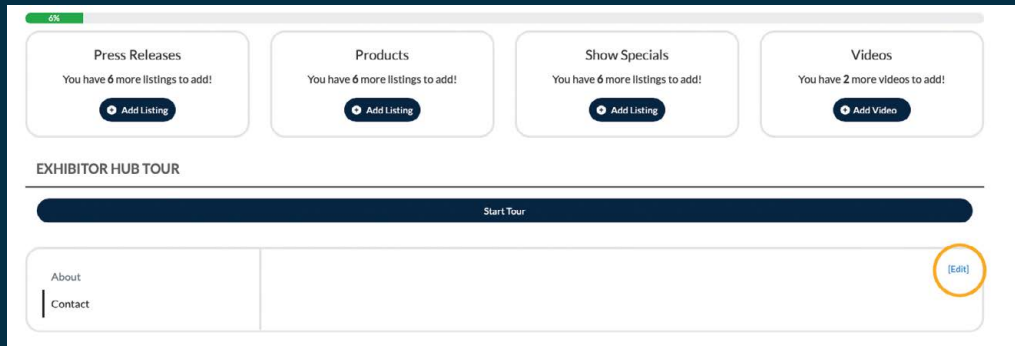 6%
Press Releases
You have 6 more listings to add!
Add Listing
Products
You have 6 more listings to add!
Add Listing
Show Specials
You have 6 more listings to add!
Add Listing
Videos
You have 2 more videos to add!
Add Video
EXHIBITOR HUB TOUR
Start Tour
About
Contact
[Edit]